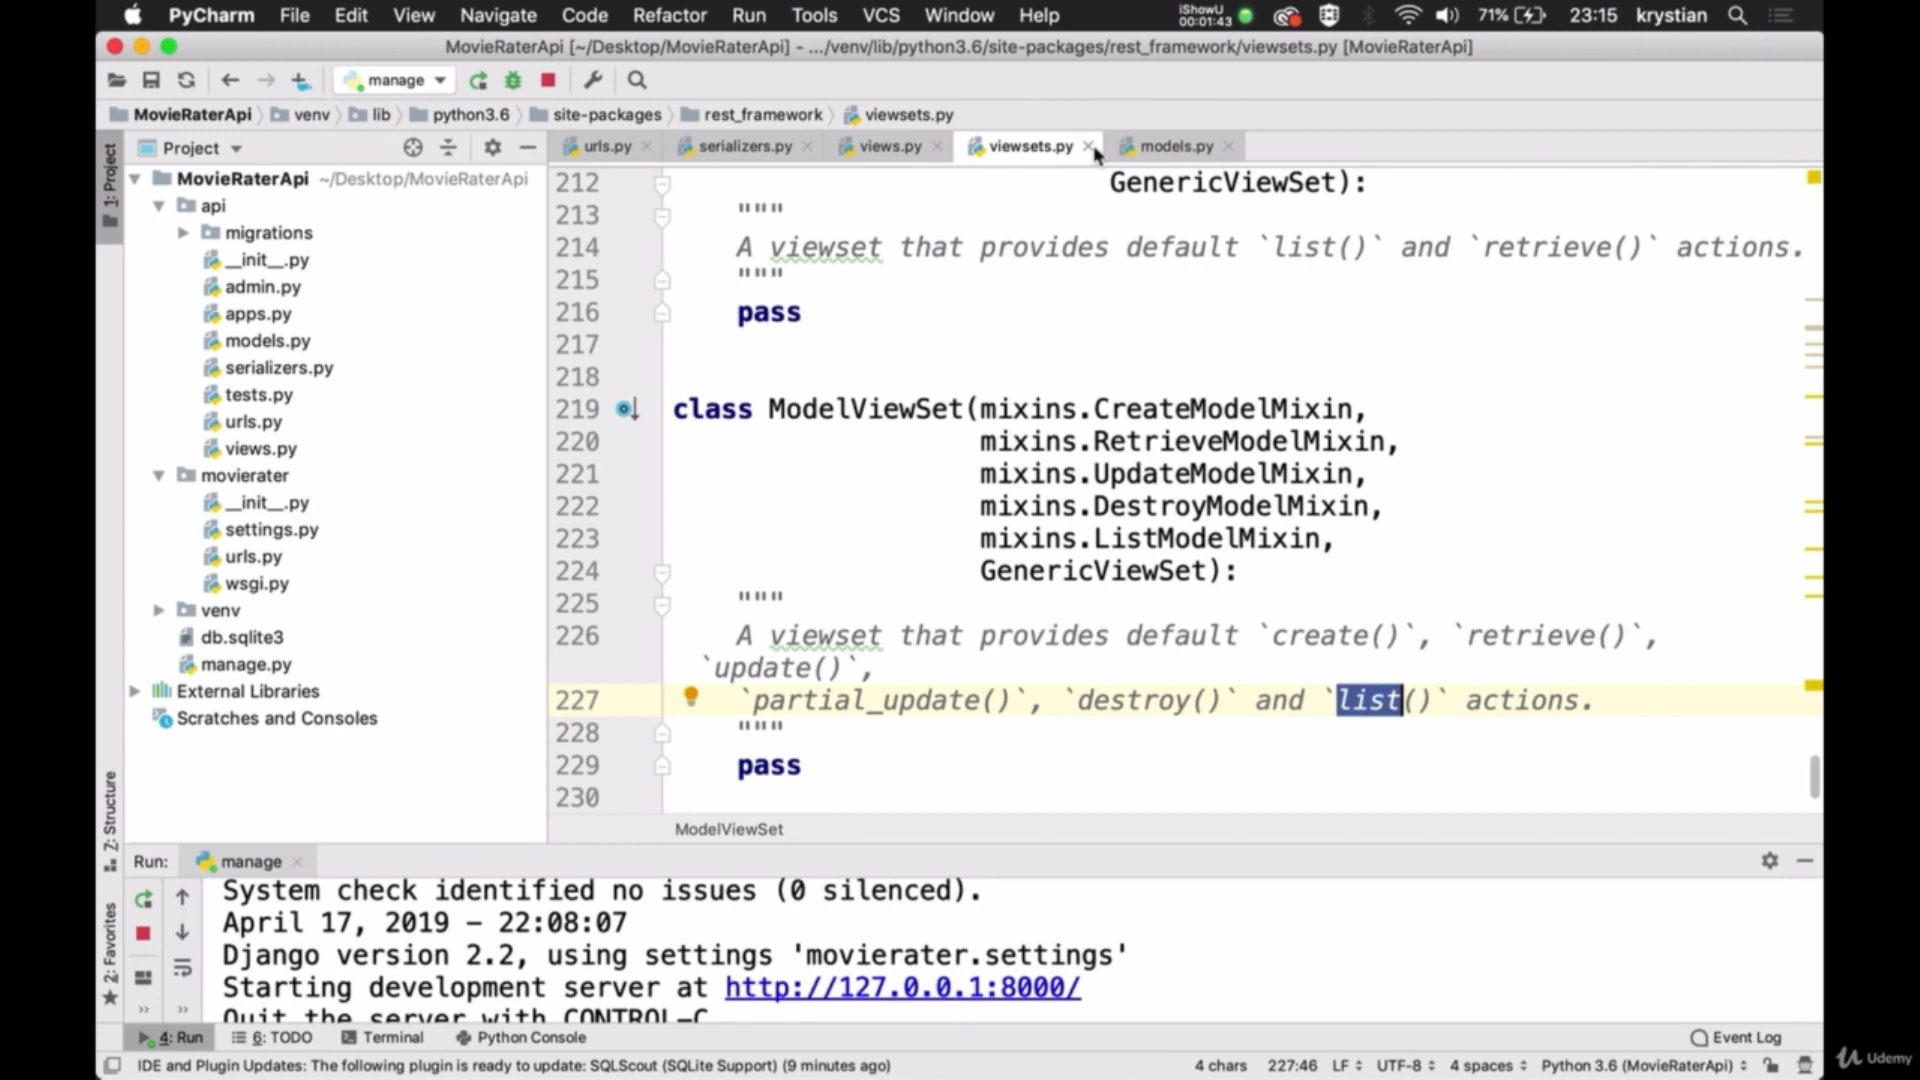 PyCharm File Edit View Navigate Code Refactor Run Tools VCS Window Help iShowU 00:01:43 71% 23:15 krystian
MovieRaterApi [~/Desktop/MovieRaterApi] - .../venv/lib/python3.6/site-packages/rest_framework/viewsets.py [MovieRaterApi]
manage
MovieRaterApi venv lib python3.6 site-packages rest_framework viewsets.py
Project
urls.py serializers.py views.py viewsets.py models.py
1: Project
MovieRaterApi ~/Desktop/MovieRaterApi
api
migrations
__init__.py
admin.py
apps.py
models.py
serializers.py
tests.py
urls.py
views.py
movierater
__init__.py
settings.py
urls.py
wsgi.py
venv
db.sqlite3
manage.py
External Libraries
Scratches and Consoles
212 GenericViewSet):
213 """
214 A viewset that provides default `list()` and `retrieve()` actions.
215 """
216 pass
217
218
219 class ModelViewSet(mixins.CreateModelMixin,
220 mixins.RetrieveModelMixin,
221 mixins.UpdateModelMixin,
222 mixins.DestroyModelMixin,
223 mixins.ListModelMixin,
224 GenericViewSet):
225 """
226 A viewset that provides default `create()`, `retrieve()`,
`update()`,
227 `partial_update()`, `destroy()` and `list()` actions.
228 """
229 pass
230
ModelViewSet
Z: Structure
2: Favorites
Run: manage
System check identified no issues (0 silenced).
April 17, 2019 - 22:08:07
Django version 2.2, using settings 'movierater.settings'
Starting development server at http://127.0.0.1:8000/
Quit the server with CONTROL-C.
4: Run 6: TODO Terminal Python Console Event Log
IDE and Plugin Updates: The following plugin is ready to update: SQLScout (SQLite Support) (9 minutes ago) 4 chars 227:46 LF UTF-8 4 spaces Python 3.6 (MovieRaterApi)
Udemy